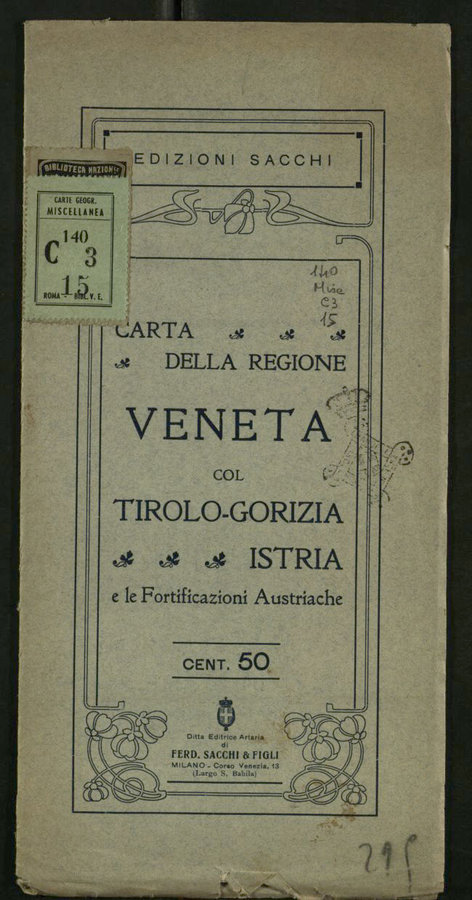 EDIZIONI SACCHI
BIBLIOTECA NAZION
CARTE GEOGR.
MISCELLANEA
C 140 3
15
ROMA - BIBL. V. E.
140
Misc
C3
15
CARTA
DELLA REGIONE
VENETA
COL
TIROLO-GORIZIA
ISTRIA
e le Fortificazioni Austriache
CENT. 50
Ditta Editrice Artaria
di
FERD. SACCHI & FIGLI
MILANO - Corso Venezia, 13
(Largo S. Babila)